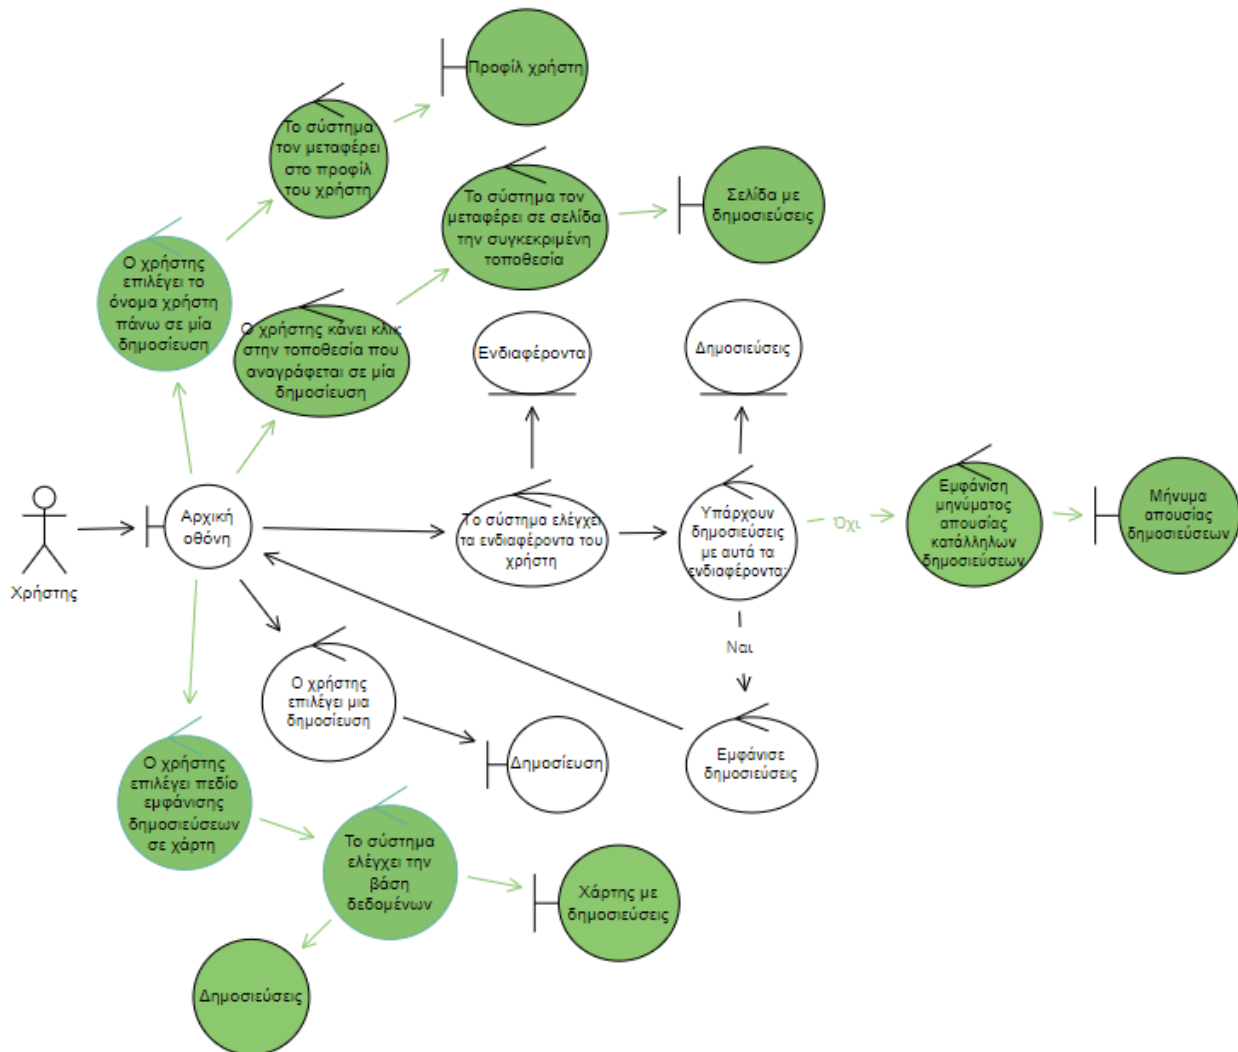 Προφίλ χρήστη
Το σύστημα
τον μεταφέρει
στο προφίλ
του χρήστη
Το σύστημα τον
μεταφέρει σε σελίδα
την συγκεκριμένη
τοποθεσία
Σελίδα με
δημοσιεύσεις
Ο χρήστης
επιλέγει το
όνομα χρήστη
πάνω σε μία
δημοσίευση
Ο χρήστης κάνει κλικ
στην τοποθεσία που
αναγράφεται σε μία
δημοσίευση
Ενδιαφέροντα
Δημοσιεύσεις
Χρήστης
Αρχική
οθόνη
Το σύστημα ελέγχει
τα ενδιαφέροντα του
χρήστη
Υπάρχουν
δημοσιεύσεις
με αυτά τα
ενδιαφέροντα;
Όχι
Εμφάνιση
μηνύματος
απουσίας
κατάλληλων
δημοσιεύσεων
Μήνυμα
απουσίας
δημοσιεύσεων
Ναι
Ο χρήστης
επιλέγει μια
δημοσίευση
Δημοσίευση
Εμφάνισε
δημοσιεύσεις
Ο χρήστης
επιλέγει πεδίο
εμφάνισης
δημοσιεύσεων
σε χάρτη
Το σύστημα
ελέγχει την
βάση
δεδομένων
Χάρτης με
δημοσιεύσεις
Δημοσιεύσεις